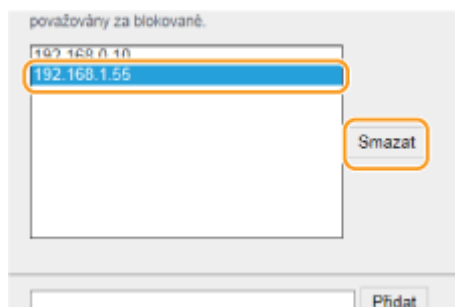 považovány za blokované.
192.168.0.10
192.168.1.55
Smazat
Přidat